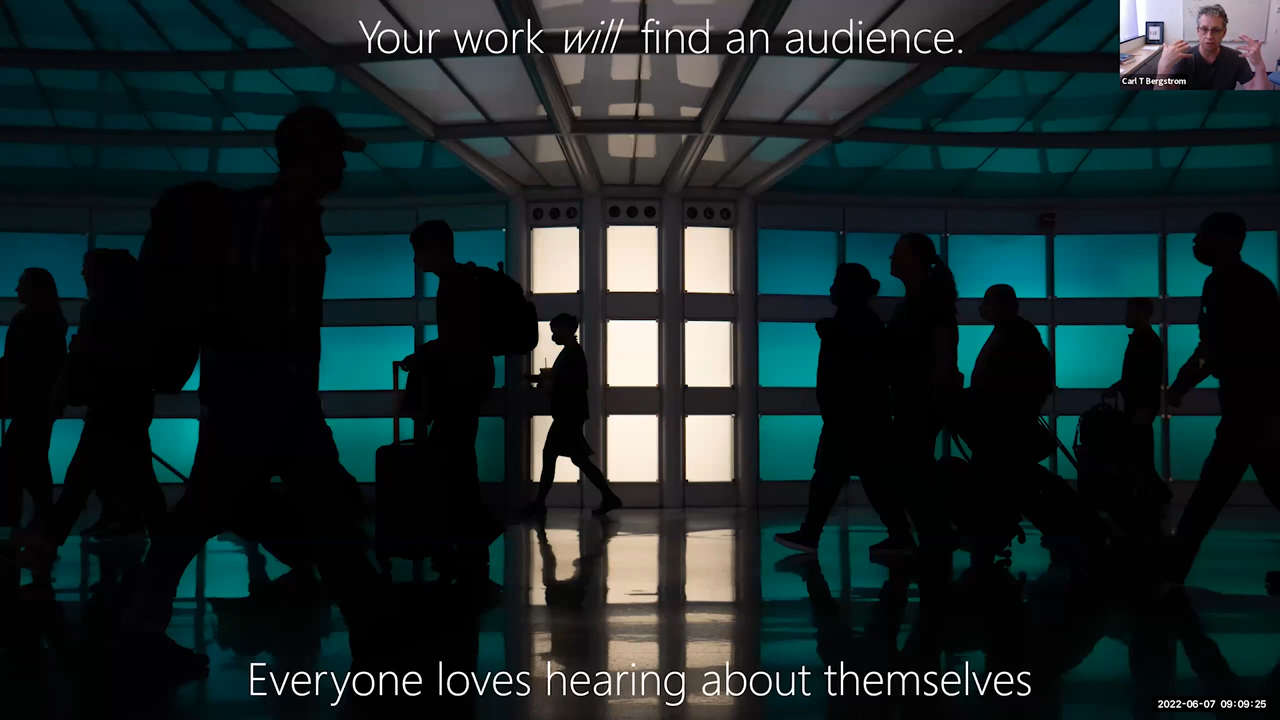 Your work will find an audience.
Carl T Bergstrom
Everyone loves hearing about themselves
2022-06-07 09:09:25